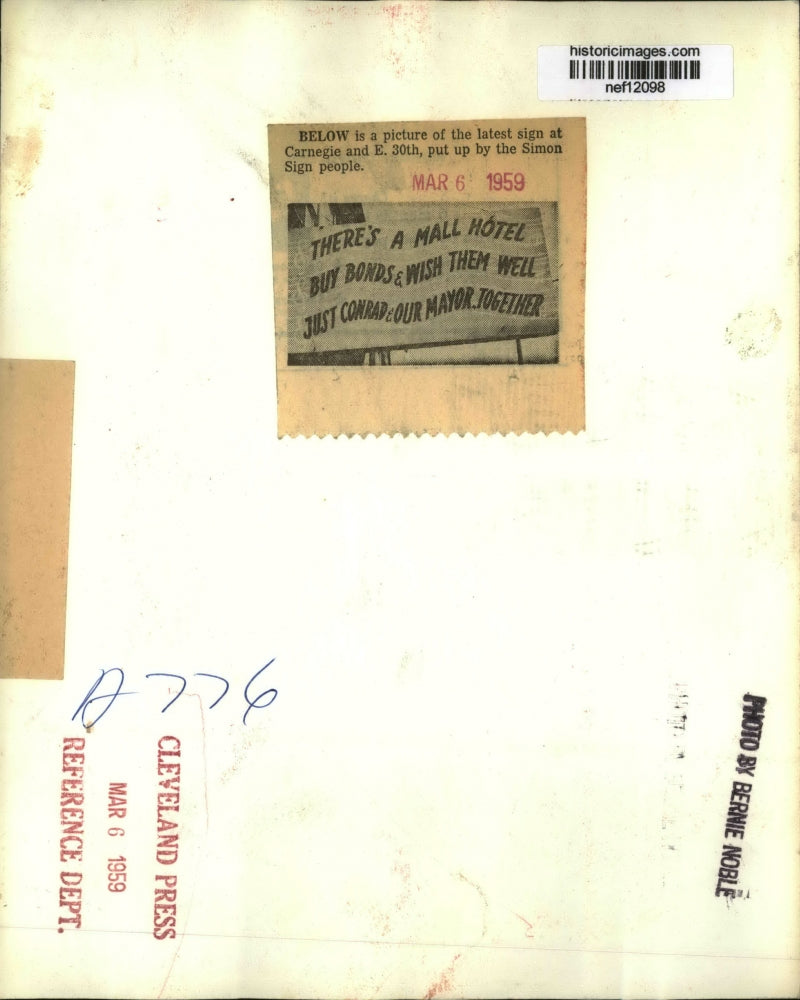 historicimages.com
nef12098
BELOW is a picture of the latest sign at
Carnegie and E. 30th, put up by the Simon
Sign people.
MAR 6 1959
THERE'S A MALL HOTEL
BUY BONDS & WISH THEM WELL
JUST CONRAD & OUR MAYOR..TOGETHER
A776
CLEVELAND PRESS
MAR 6 1959
REFERENCE DEPT.
PHOTO BY BERNIE NOBLE